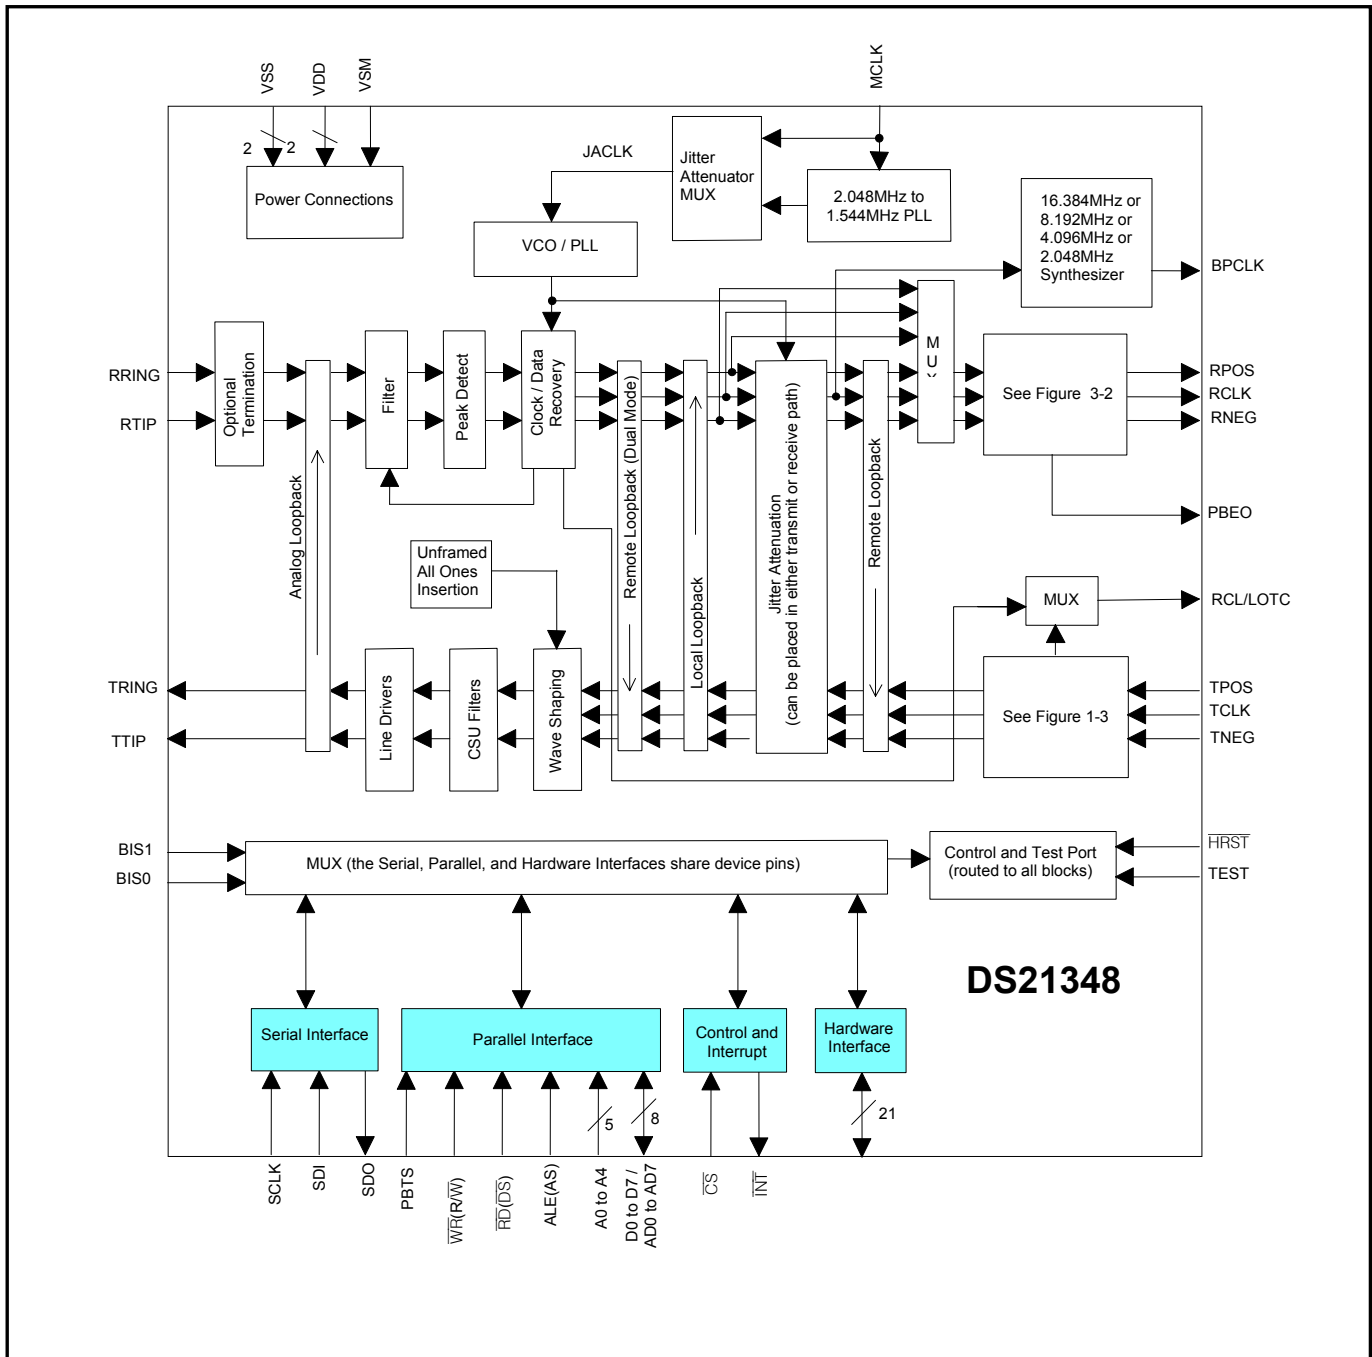 VSS
VDD
VSM
MCLK
2
2
Power Connections
JACLK
Jitter
Attenuator
MUX
2.048MHz to
1.544MHz PLL
VCO / PLL
16.384MHz or
8.192MHz or
4.096MHz or
2.048MHz
Synthesizer
BPCLK
RRING
RTIP
Optional
Termination
Analog Loopback
Filter
Peak Detect
Clock / Data
Recovery
Remote Loopback (Dual Mode)
Local Loopback
Jitter Attenuation
(can be placed in either transmit or receive path)
Remote Loopback
MUX
See Figure 3-2
RPOS
RCLK
RNEG
PBEO
Unframed
All Ones
Insertion
MUX
RCL/LOTC
TRING
TTIP
Line Drivers
CSU Filters
Wave Shaping
See Figure 1-3
TPOS
TCLK
TNEG
BIS1
BIS0
MUX (the Serial, Parallel, and Hardware Interfaces share device pins)
Control and Test Port
(routed to all blocks)
H̅R̅S̅T̅
TEST
DS21348
Serial Interface
Parallel Interface
Control and
Interrupt
Hardware
Interface
5
8
21
SCLK
SDI
SDO
PBTS
W̅R̅(R/W̅)
R̅D̅(D̅S̅)
ALE(AS)
A0 to A4
D0 to D7 /
AD0 to AD7
C̅S̅
I̅N̅T̅